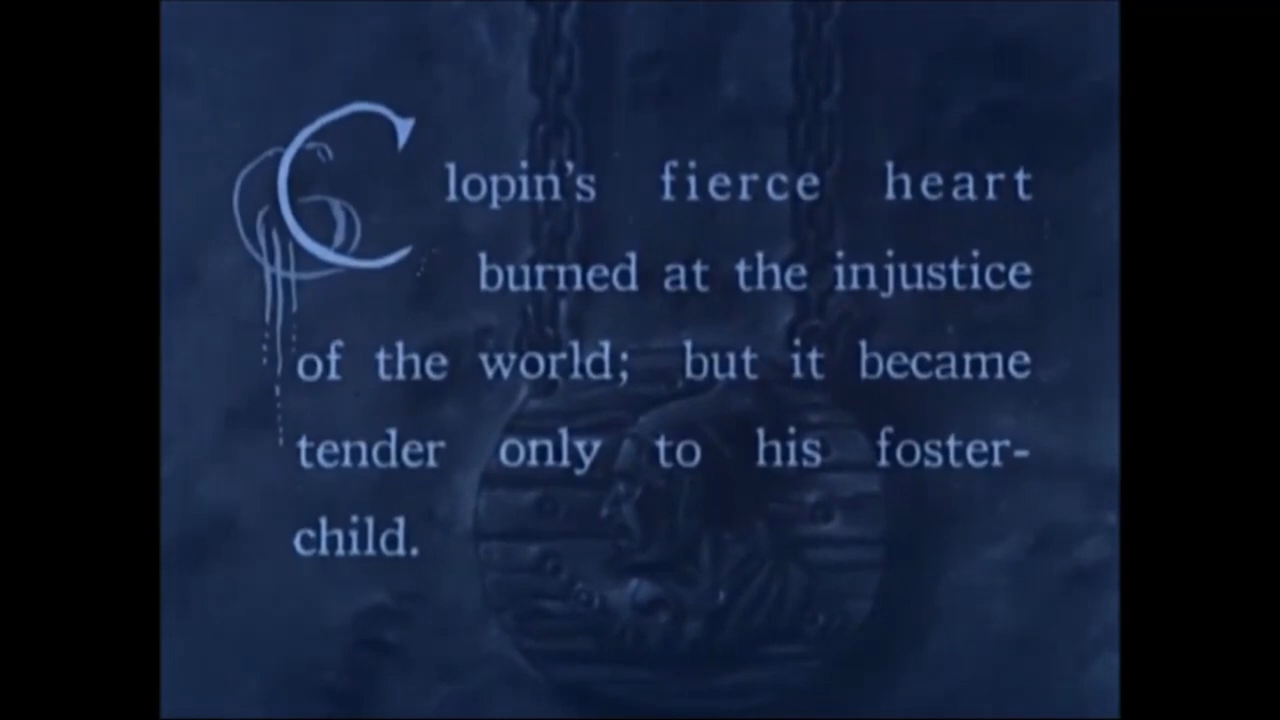 Clopin's fierce heart
burned at the injustice
of the world; but it became
tender only to his foster-
child.